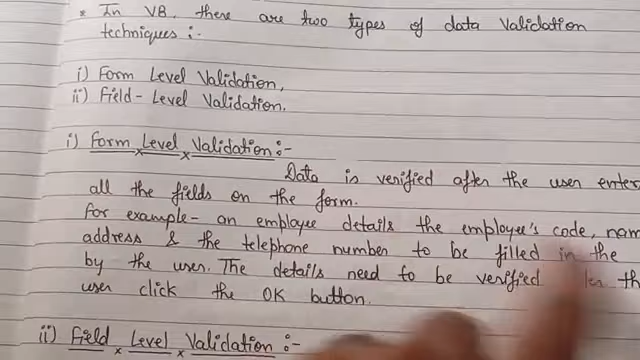 * In VB, there are two types of data Validation
techniques :-
i) Form Level Validation,
ii) Field-Level Validation.
i) Form Level Validation:-
Data is verified after the user enter
all the fields on the form.
For example- an employee details the employee's code, nam
address & the telephone number to be filled in the
by the user. The details need to be verified
user click the OK button.
ii) Field Level Validation :-